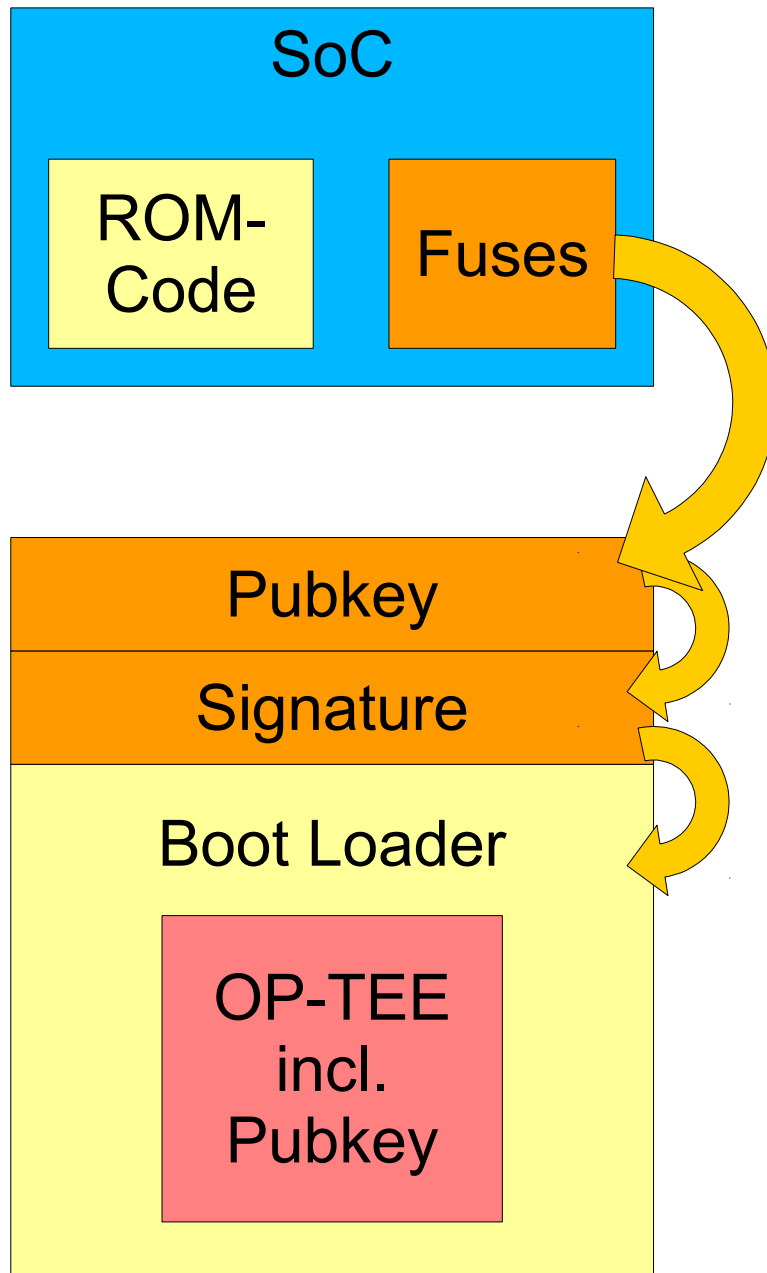 SoC
ROM-
Code
Fuses
Pubkey
Signature
Boot Loader
OP-TEE
incl.
Pubkey